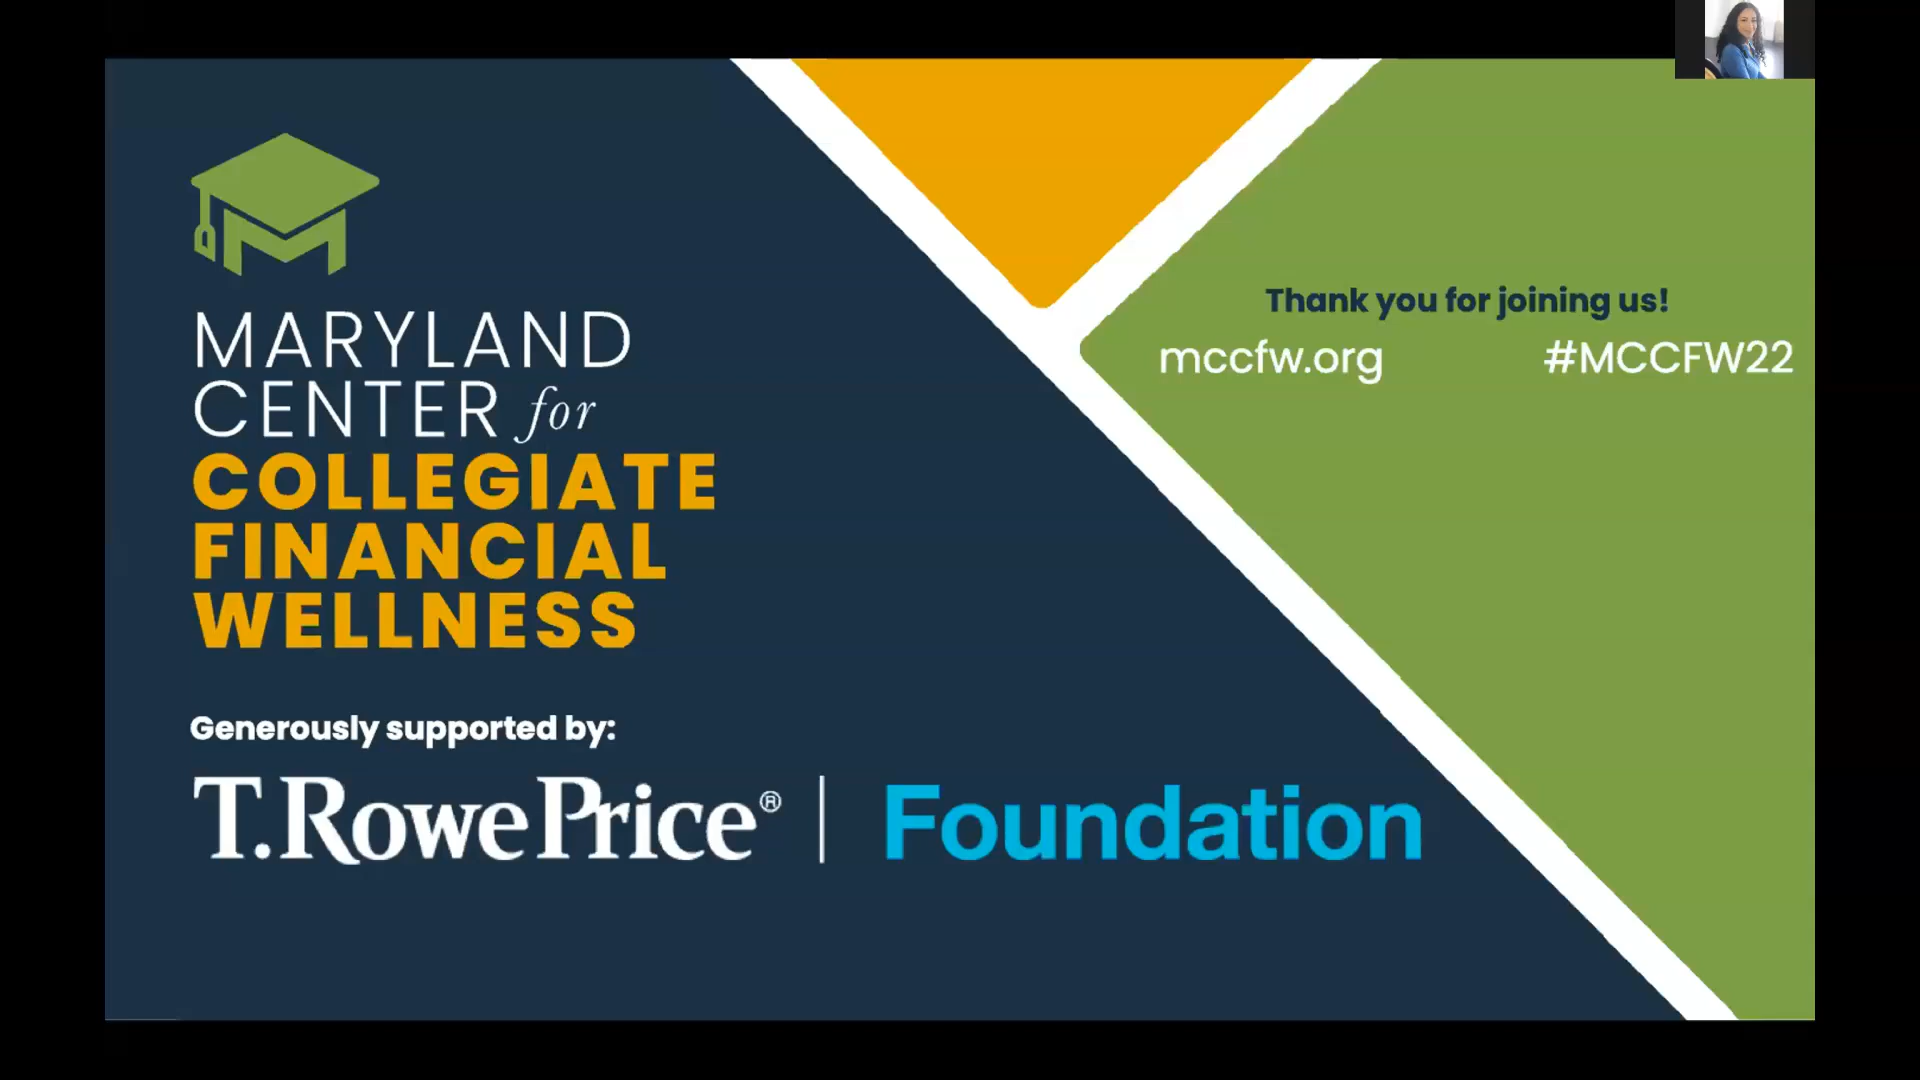 MARYLAND
CENTER for
COLLEGIATE
FINANCIAL
WELLNESS
Generously supported by:
T.RowePrice® | Foundation
Thank you for joining us!
mccfw.org #MCCFW22